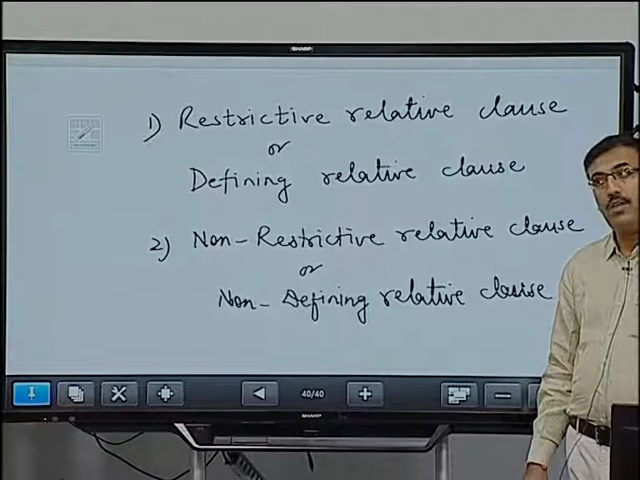 SHARP
1) Restrictive relative clause
or
Defining relative clause
2) Non-Restrictive relative clause
or
Non-Defining relative clause
40/40
SHARP